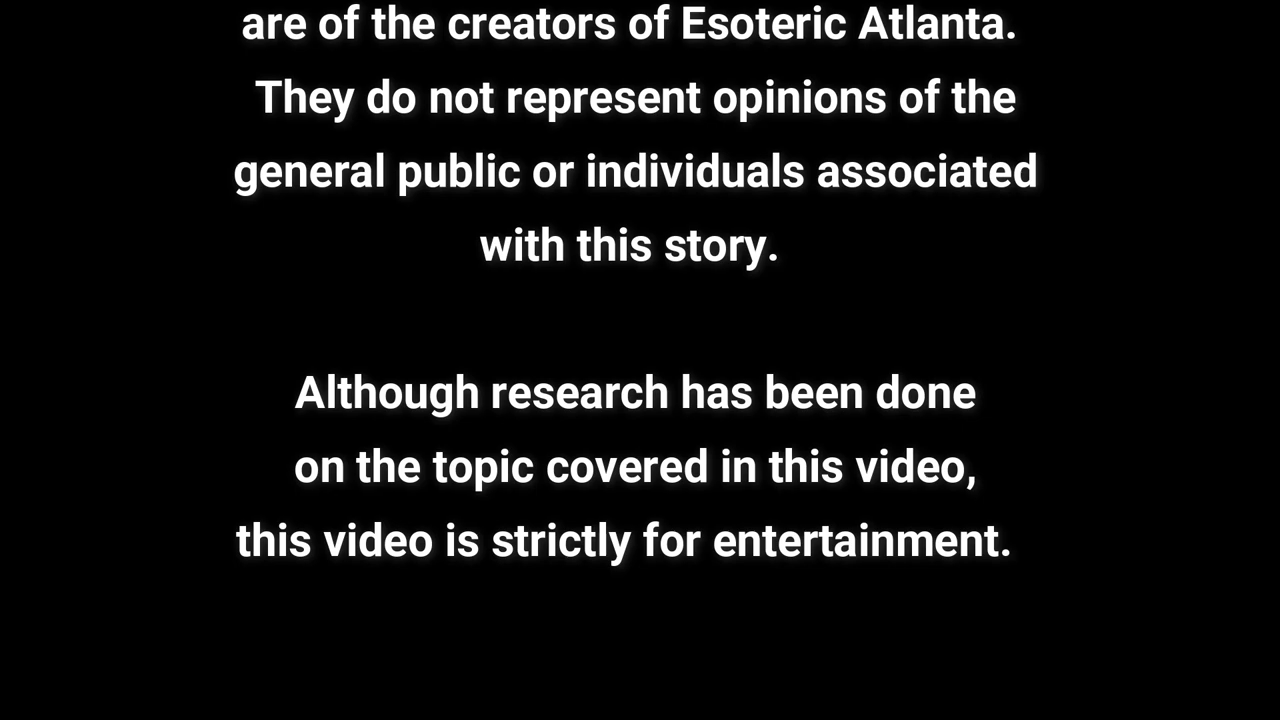 are of the creators of Esoteric Atlanta.
They do not represent opinions of the
general public or individuals associated
with this story.
Although research has been done
on the topic covered in this video,
this video is strictly for entertainment.